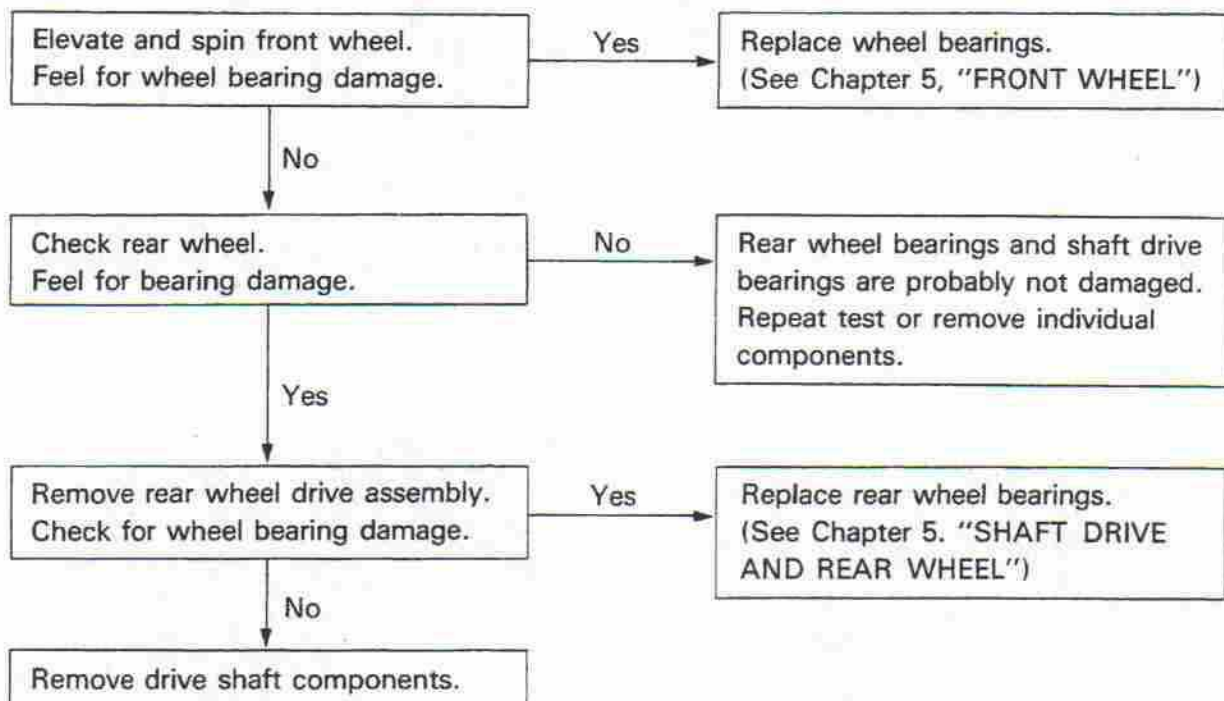 Elevate and spin front wheel.
Feel for wheel bearing damage.
Yes
Replace wheel bearings.
(See Chapter 5, "FRONT WHEEL")
No
Check rear wheel.
Feel for bearing damage.
No
Rear wheel bearings and shaft drive
bearings are probably not damaged.
Repeat test or remove individual
components.
Yes
Remove rear wheel drive assembly.
Check for wheel bearing damage.
Yes
Replace rear wheel bearings.
(See Chapter 5. "SHAFT DRIVE
AND REAR WHEEL")
No
Remove drive shaft components.